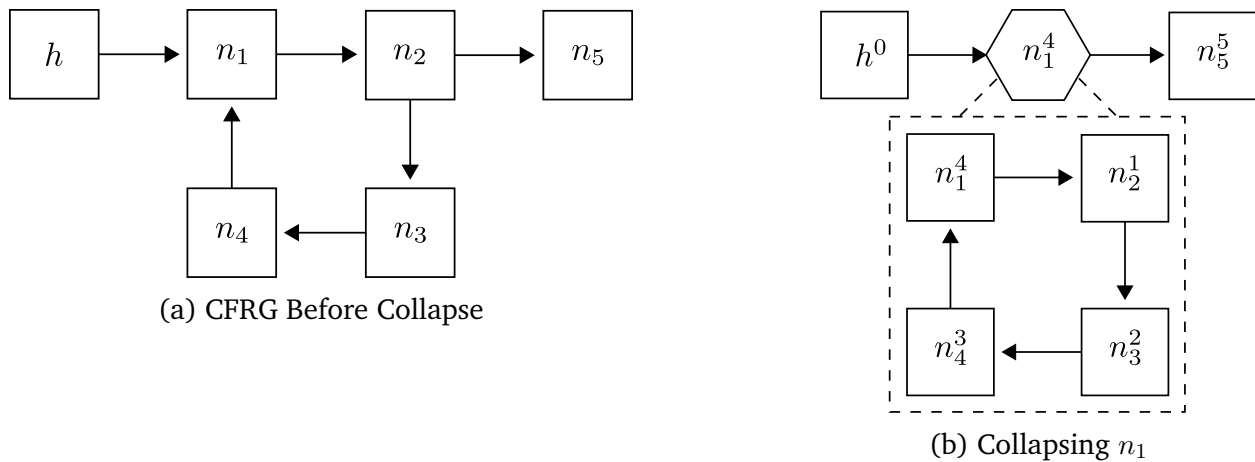 h n₁ n₂ n₅
n₄ n₃
(a) CFRG Before Collapse
h⁰ n₁⁴ n₅⁵
n₁⁴ n₂¹
n₄³ n₃²
(b) Collapsing n₁